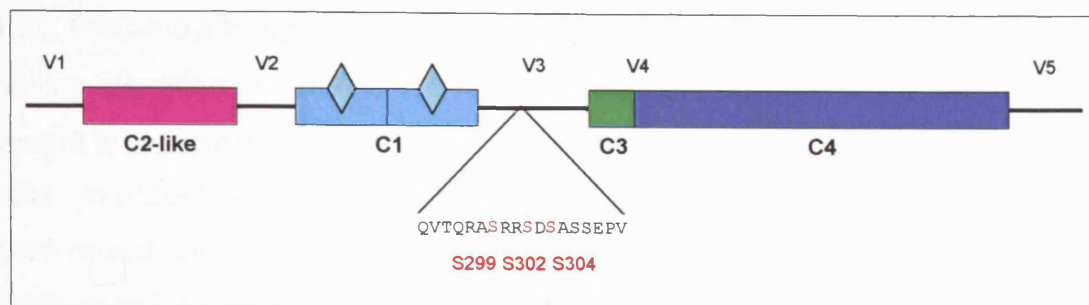 V1 V2 V3 V4 V5
C2-like C1 C3 C4
QVTQRASRRSDSASSEPV
S299 S302 S304